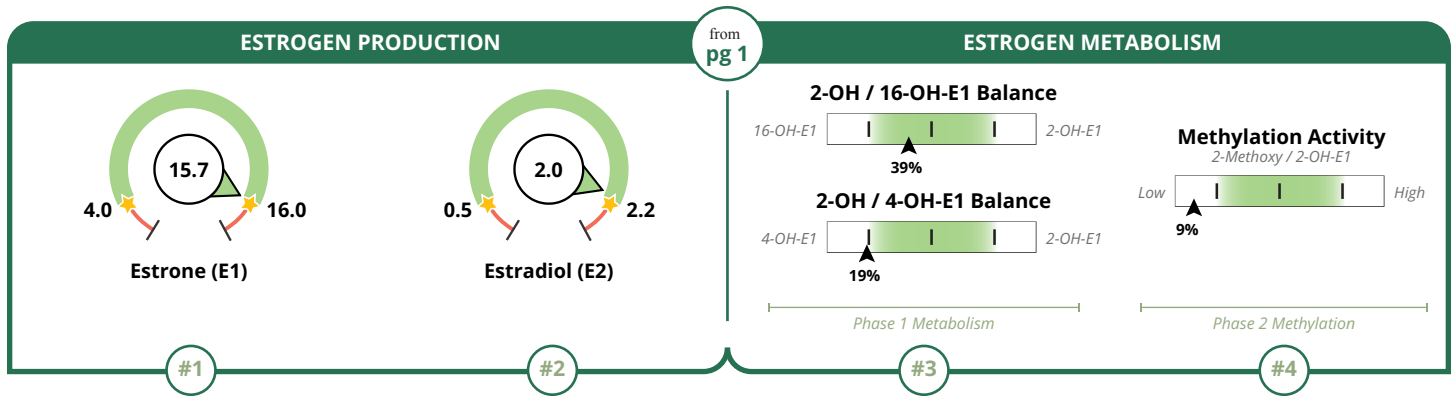 ESTROGEN PRODUCTION
from
pg 1
ESTROGEN METABOLISM
15.7
4.0
16.0
Estrone (E1)
2.0
0.5
2.2
Estradiol (E2)
2-OH / 16-OH-E1 Balance
16-OH-E1
2-OH-E1
39%
2-OH / 4-OH-E1 Balance
4-OH-E1
2-OH-E1
19%
Phase 1 Metabolism
Methylation Activity
2-Methoxy / 2-OH-E1
Low
High
9%
Phase 2 Methylation
#1
#2
#3
#4